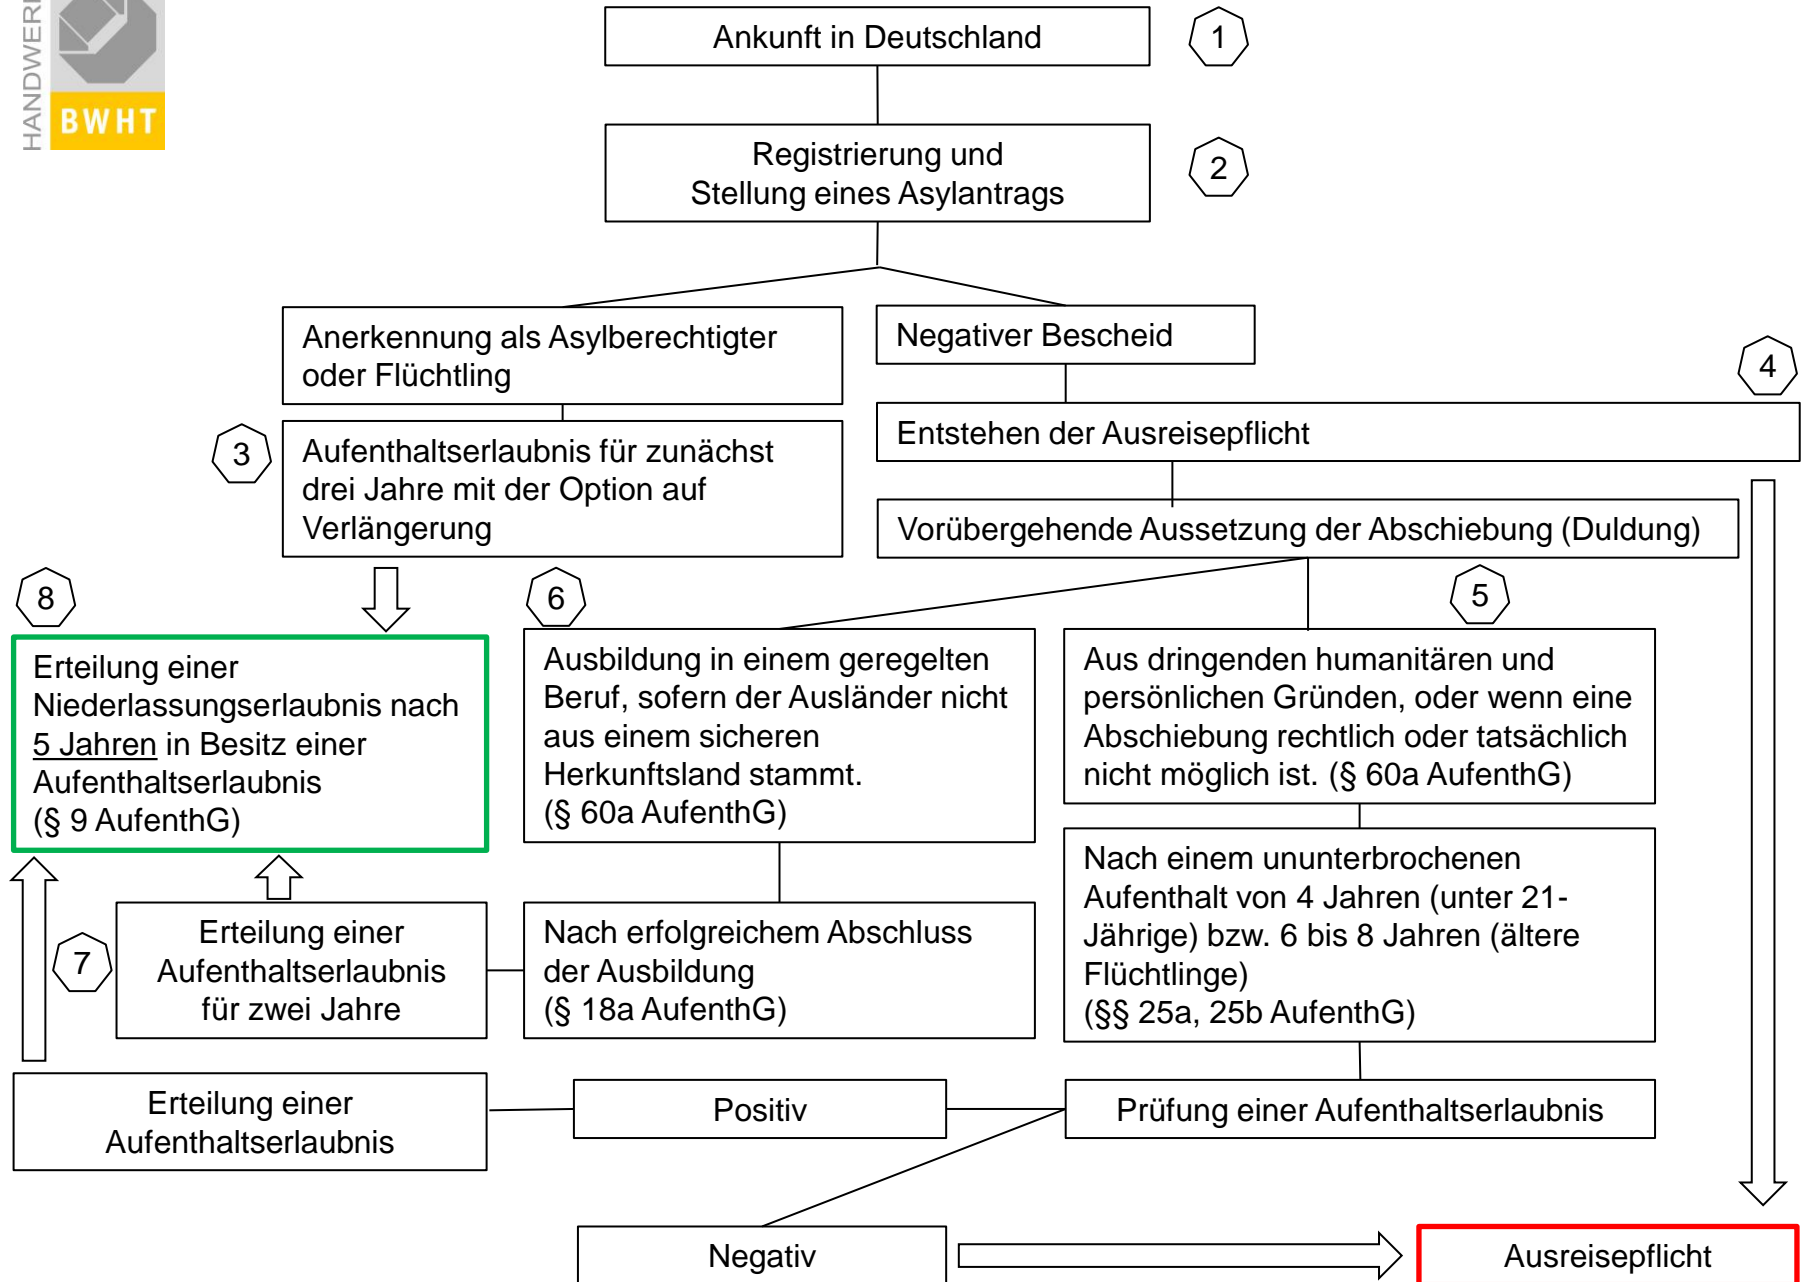 HANDWERK
BWHT
Ankunft in Deutschland
1
Registrierung und
Stellung eines Asylantrags
2
Anerkennung als Asylberechtigter
oder Flüchtling
Negativer Bescheid
4
3
Aufenthaltserlaubnis für zunächst
drei Jahre mit der Option auf
Verlängerung
Entstehen der Ausreisepflicht
Vorübergehende Aussetzung der Abschiebung (Duldung)
8
6
5
Erteilung einer
Niederlassungserlaubnis nach
5 Jahren in Besitz einer
Aufenthaltserlaubnis
(§ 9 AufenthG)
Ausbildung in einem geregelten
Beruf, sofern der Ausländer nicht
aus einem sicheren
Herkunftsland stammt.
(§ 60a AufenthG)
Aus dringenden humanitären und
persönlichen Gründen, oder wenn eine
Abschiebung rechtlich oder tatsächlich
nicht möglich ist. (§ 60a AufenthG)
7
Erteilung einer
Aufenthaltserlaubnis
für zwei Jahre
Nach erfolgreichem Abschluss
der Ausbildung
(§ 18a AufenthG)
Nach einem ununterbrochenen
Aufenthalt von 4 Jahren (unter 21-
Jährige) bzw. 6 bis 8 Jahren (ältere
Flüchtlinge)
(§§ 25a, 25b AufenthG)
Erteilung einer
Aufenthaltserlaubnis
Positiv
Prüfung einer Aufenthaltserlaubnis
Negativ
Ausreisepflicht